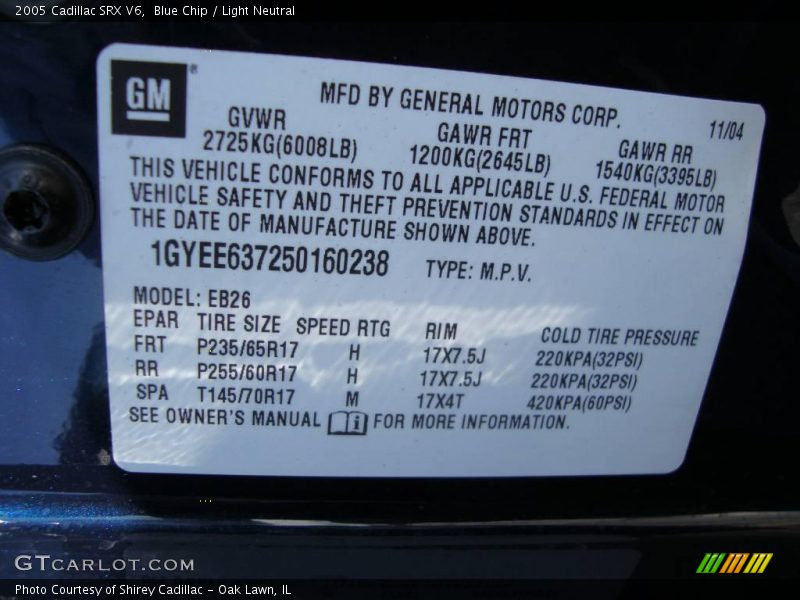 2005 Cadillac SRX V6, Blue Chip / Light Neutral
GM®
MFD BY GENERAL MOTORS CORP.
11/04
GVWR GAWR FRT GAWR RR
2725KG(6008LB) 1200KG(2645LB) 1540KG(3395LB)
THIS VEHICLE CONFORMS TO ALL APPLICABLE U.S. FEDERAL MOTOR
VEHICLE SAFETY AND THEFT PREVENTION STANDARDS IN EFFECT ON
THE DATE OF MANUFACTURE SHOWN ABOVE.
1GYEE637250160238 TYPE: M.P.V.
MODEL: EB26
EPAR TIRE SIZE SPEED RTG RIM COLD TIRE PRESSURE
FRT P235/65R17 H 17X7.5J 220KPA(32PSI)
RR P255/60R17 H 17X7.5J 220KPA(32PSI)
SPA T145/70R17 M 17X4T 420KPA(60PSI)
SEE OWNER'S MANUAL i FOR MORE INFORMATION.
GTCARLOT.COM
Photo Courtesy of Shirey Cadillac - Oak Lawn, IL